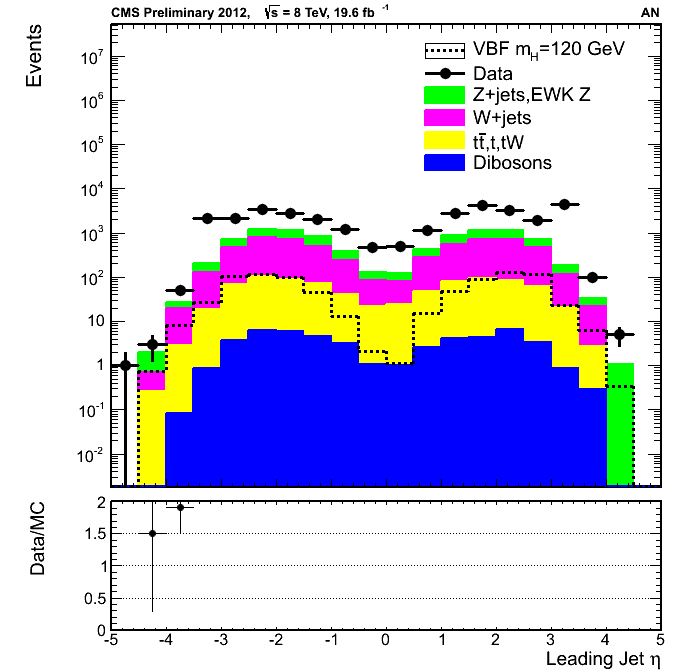 CMS Preliminary 2012, √s = 8 TeV, 19.6 fb⁻¹ AN
Events
10⁷
10⁶
10⁵
10⁴
10³
10²
10
1
10⁻¹
10⁻²
VBF m_H=120 GeV
Data
Z+jets,EWK Z
W+jets
tt̄,t,tW
Dibosons
Data/MC
2
1.5
1
0.5
0
-5 -4 -3 -2 -1 0 1 2 3 4 5
Leading Jet η